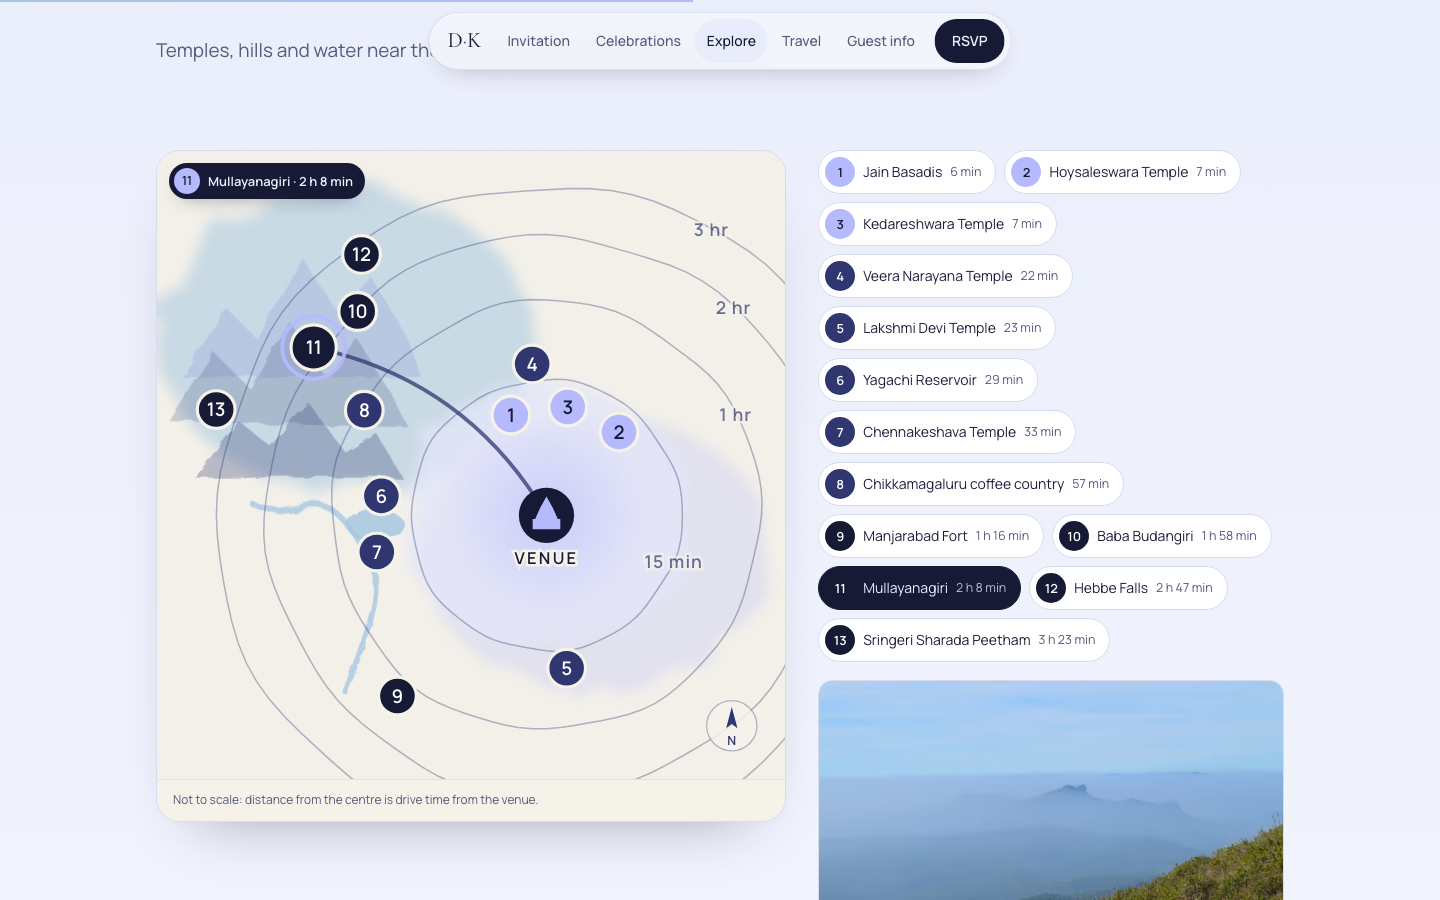 D·K Invitation Celebrations Explore Travel Guest info RSVP
Temples, hills and water near the
11 Mullayanagiri · 2 h 8 min
3 hr
12
2 hr
10
11
4
13
8
1
3
2
1 hr
6
7
VENUE
15 min
5
9
N
Not to scale: distance from the centre is drive time from the venue.
1 Jain Basadis 6 min
2 Hoysaleswara Temple 7 min
3 Kedareshwara Temple 7 min
4 Veera Narayana Temple 22 min
5 Lakshmi Devi Temple 23 min
6 Yagachi Reservoir 29 min
7 Chennakeshava Temple 33 min
8 Chikkamagaluru coffee country 57 min
9 Manjarabad Fort 1 h 16 min
10 Baba Budangiri 1 h 58 min
11 Mullayanagiri 2 h 8 min
12 Hebbe Falls 2 h 47 min
13 Sringeri Sharada Peetham 3 h 23 min